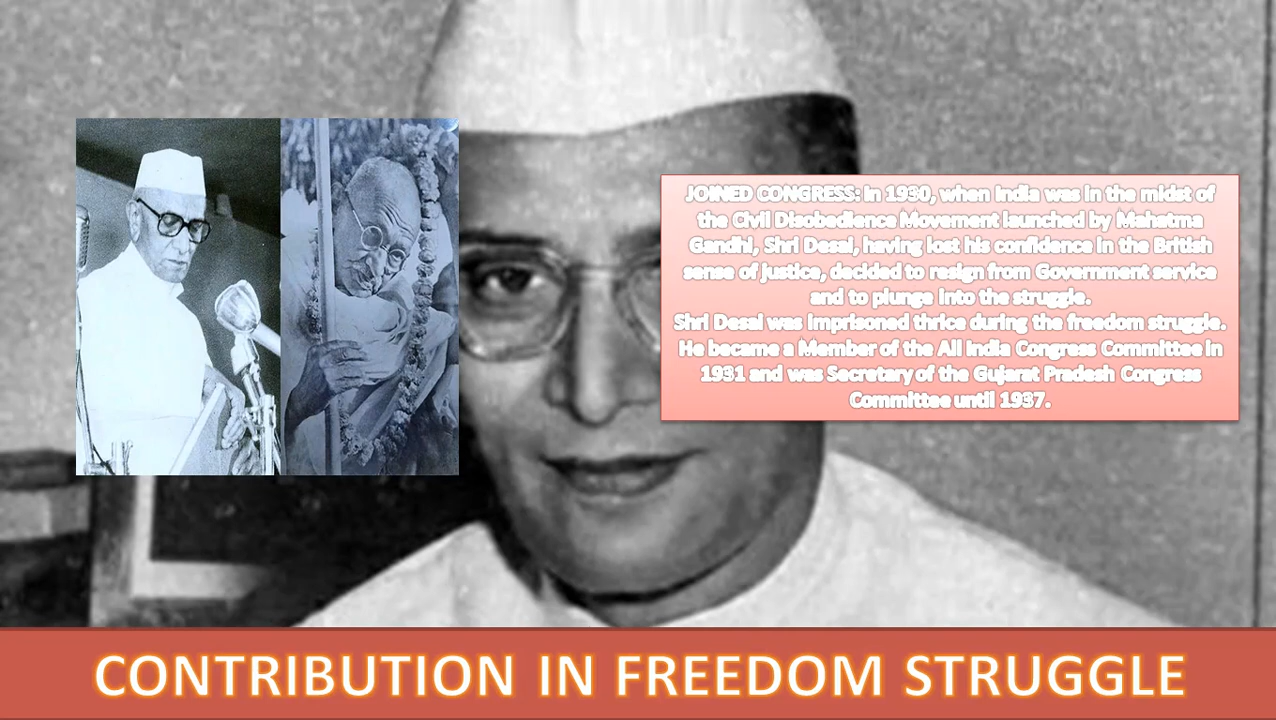 JOINED CONGRESS: In 1930, when India was in the midst of
the Civil Disobedience Movement launched by Mahatma
Gandhi, Shri Desai, having lost his confidence in the British
sense of justice, decided to resign from Government service
and to plunge into the struggle.
Shri Desai was imprisoned thrice during the freedom struggle.
He became a Member of the All India Congress Committee in
1931 and was Secretary of the Gujarat Pradesh Congress
Committee until 1937.
CONTRIBUTION IN FREEDOM STRUGGLE